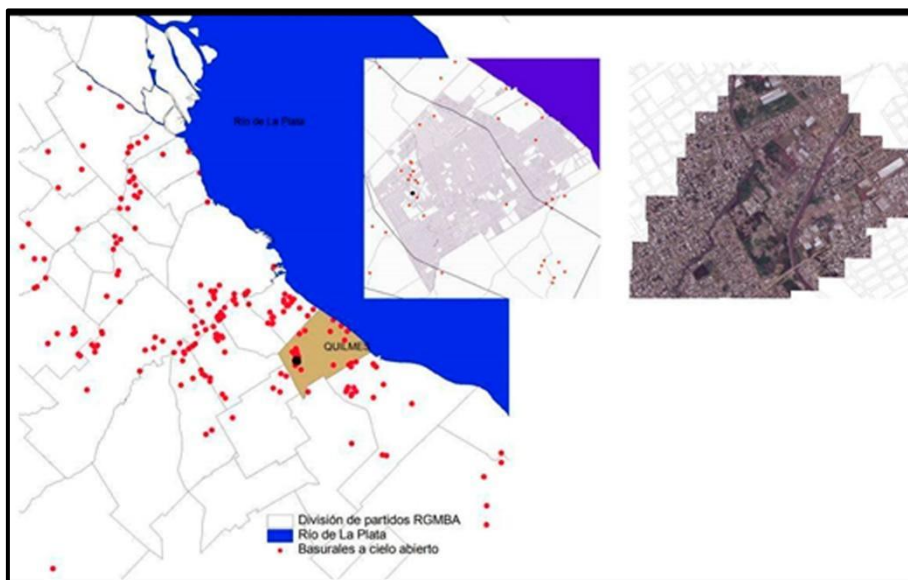 Río de La Plata
QUILMES
División de partidos RGMBA
Río de La Plata
Basurales a cielo abierto